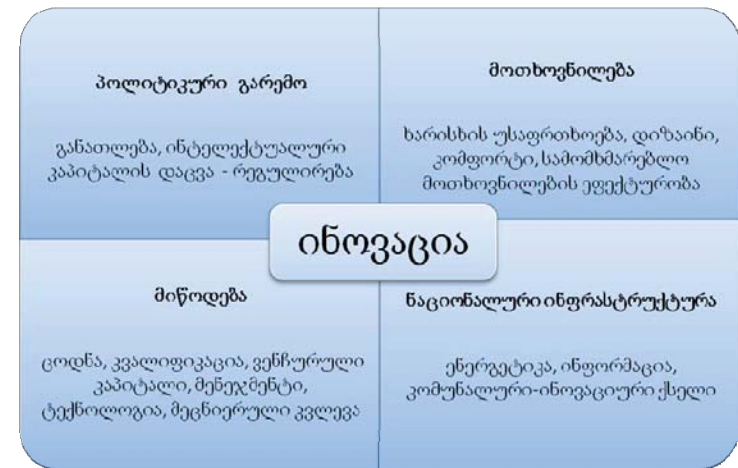 პოლიტიკური გარემო
განათლება, ინტელექტუალური
კაპიტალის დაცვა - რეგულირება
მოთხოვნილება
ხარისხის უსაფრთხოება, დიზაინი,
კომფორტი, სამომხმარებლო
მოთხოვნილების ეფექტურობა
ინოვაცია
მიწოდება
ცოდნა, კვალიფიკაცია, ვენჩურული
კაპიტალი, მენეჯმენტი,
ტექნოლოგია, მეცნიერული კვლევა
ნაციონალური ინფრასტრუქტურა
ენერგეტიკა, ინფორმაცია,
კომუნალური-ინოვაციური ქსელი